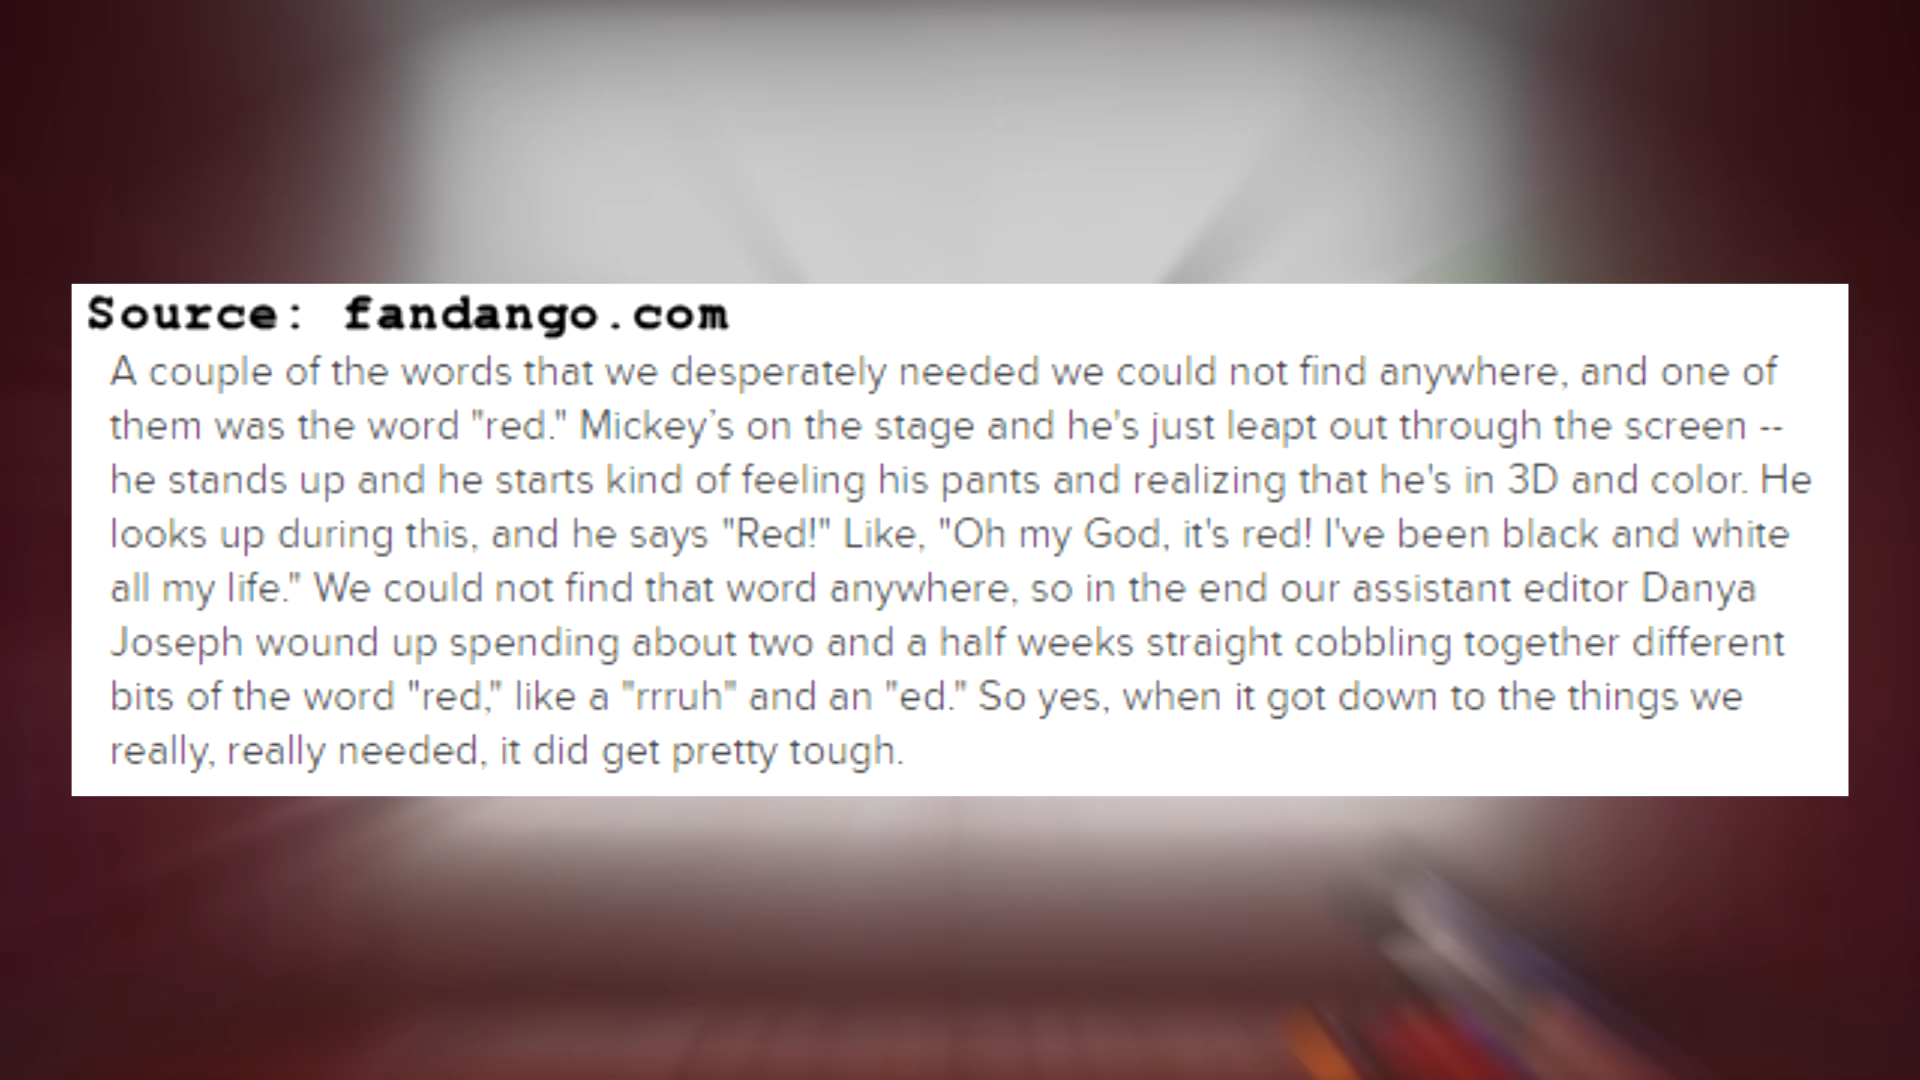 Source: fandango.com
A couple of the words that we desperately needed we could not find anywhere, and one of
them was the word "red." Mickey’s on the stage and he's just leapt out through the screen --
he stands up and he starts kind of feeling his pants and realizing that he's in 3D and color. He
looks up during this, and he says "Red!" Like, "Oh my God, it's red! I've been black and white
all my life." We could not find that word anywhere, so in the end our assistant editor Danya
Joseph wound up spending about two and a half weeks straight cobbling together different
bits of the word "red," like a "rrruh" and an "ed." So yes, when it got down to the things we
really, really needed, it did get pretty tough.